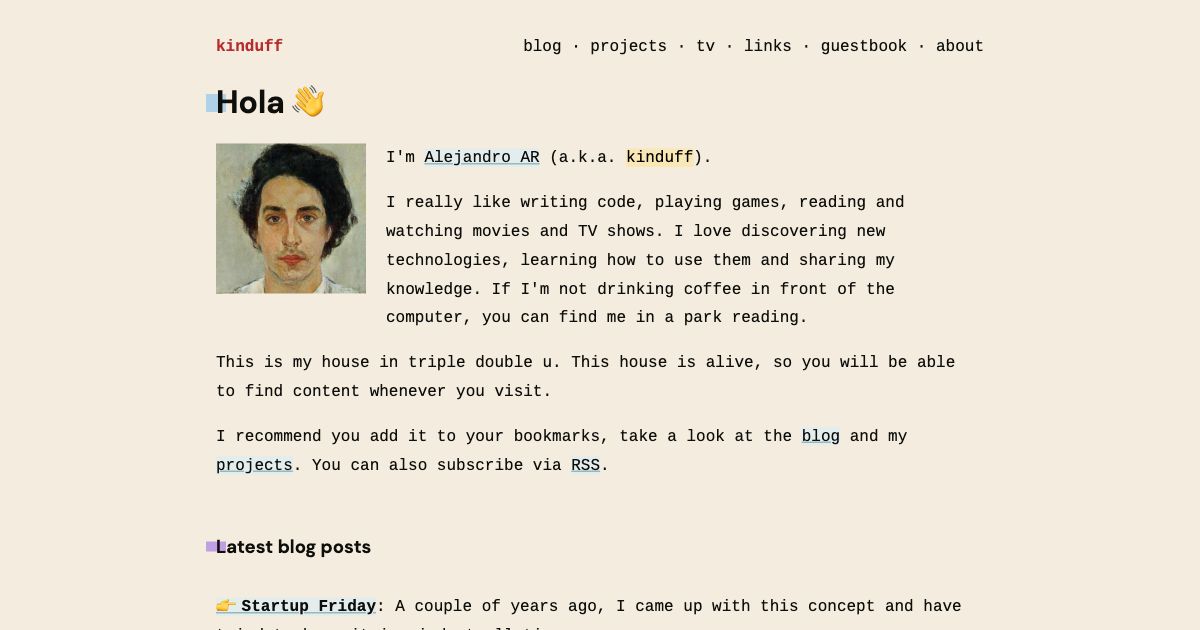 kinduff
blog · projects · tv · links · guestbook · about
Hola 👋
I'm Alejandro AR (a.k.a. kinduff).
I really like writing code, playing games, reading and
watching movies and TV shows. I love discovering new
technologies, learning how to use them and sharing my
knowledge. If I'm not drinking coffee in front of the
computer, you can find me in a park reading.
This is my house in triple double u. This house is alive, so you will be able
to find content whenever you visit.
I recommend you add it to your bookmarks, take a look at the blog and my
projects. You can also subscribe via RSS.
Latest blog posts
👉 Startup Friday: A couple of years ago, I came up with this concept and have